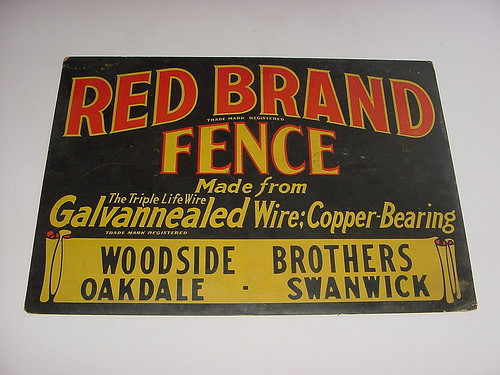 RED BRAND
TRADE MARK REGISTERED
FENCE
Made from
The Triple Life Wire
Galvannealed Wire; Copper-Bearing
TRADE MARK REGISTERED
WOODSIDE BROTHERS
OAKDALE - SWANWICK